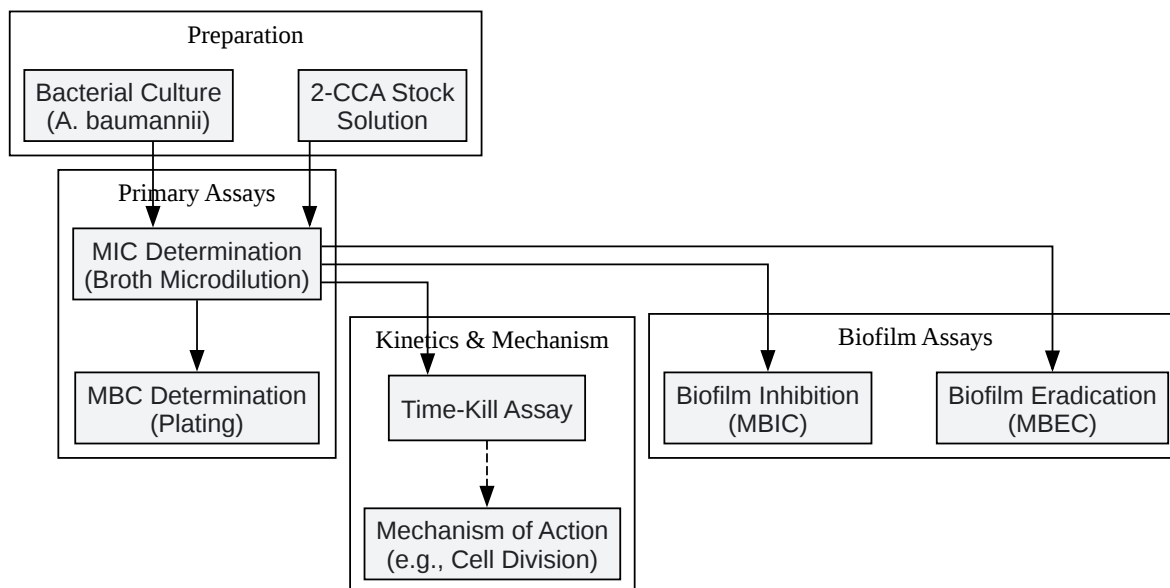 Preparation
Bacterial Culture
(A. baumannii)
2-CCA Stock
Solution
Primary Assays
MIC Determination
(Broth Microdilution)
MBC Determination
(Plating)
Kinetics & Mechanism
Time-Kill Assay
Mechanism of Action
(e.g., Cell Division)
Biofilm Assays
Biofilm Inhibition
(MBIC)
Biofilm Eradication
(MBEC)